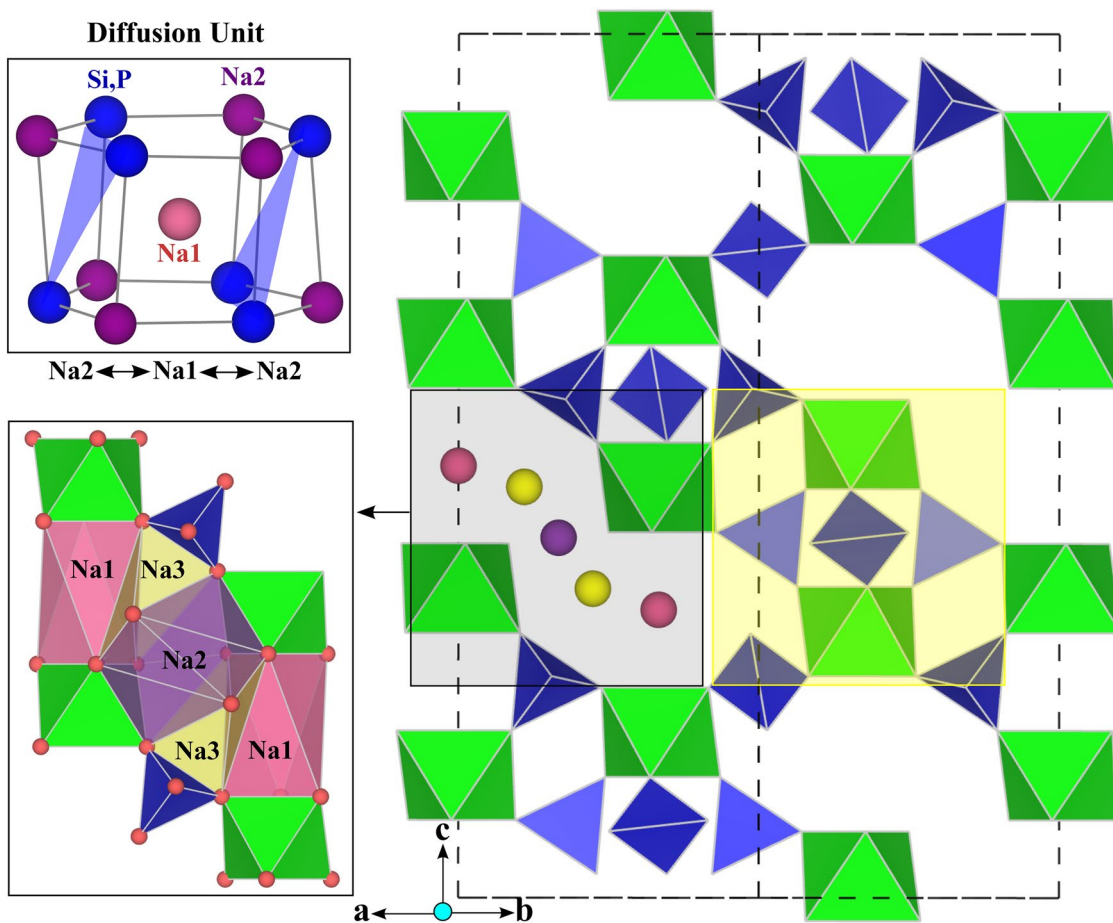 Diffusion Unit
Si,P
Na2
Na1
Na2 ↔ Na1 ↔ Na2
Na1
Na3
Na2
Na3
Na1
c
a
b